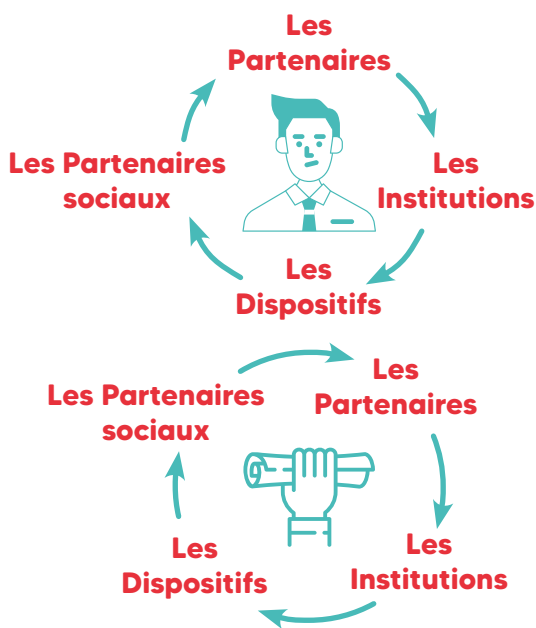 Les
Partenaires
Les Partenaires
sociaux
Les
Institutions
Les
Dispositifs
Les
Partenaires
Les Partenaires
sociaux
Les
Dispositifs
Les
Institutions